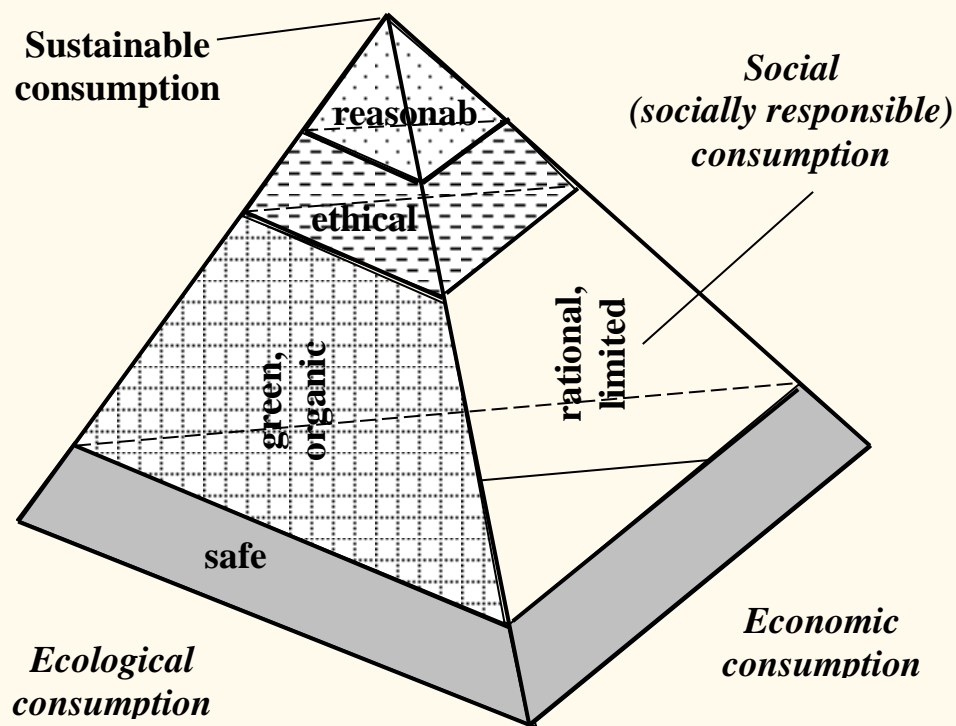 Sustainable
consumption
Social
(socially responsible)
consumption
reasonab
ethical
green,
organic
rational,
limited
safe
Ecological
consumption
Economic
consumption